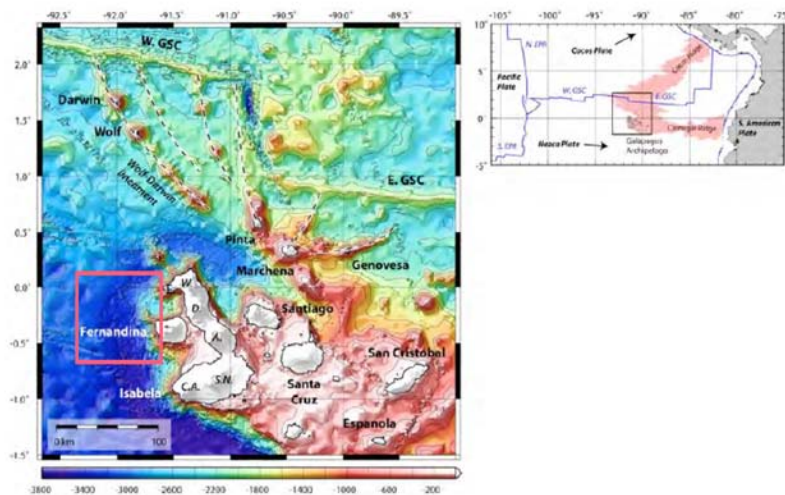 -92.5 -92.0 -91.5 -91.0 -90.5 -90.0 -89.5
2.0
1.5
1.0
0.5
0.0
-0.5
-1.0
-1.5
W. GSC
Darwin
Wolf
Wolf-Darwin
Lineament
E. GSC
Pinta
Marchena
Genovesa
W.
D.
Santiago
Fernandina
A.
San Cristobal
C.A.
S.N.
Santa
Cruz
Isabela
Espanola
0 km 100
-3800 -3400 -3000 -2600 -2200 -1800 -1400 -1000 -600 -200
-105 -100 -95 -90 -85 -80 -75
10
5
0
-5
N. EPR
Cocos Plate
Cocos Ridge
Pacific
Plate
W. GSC
E. GSC
S. American
Plate
Carnegie Ridge
Nazca Plate
Galapagos
Archipelago
S. EPR